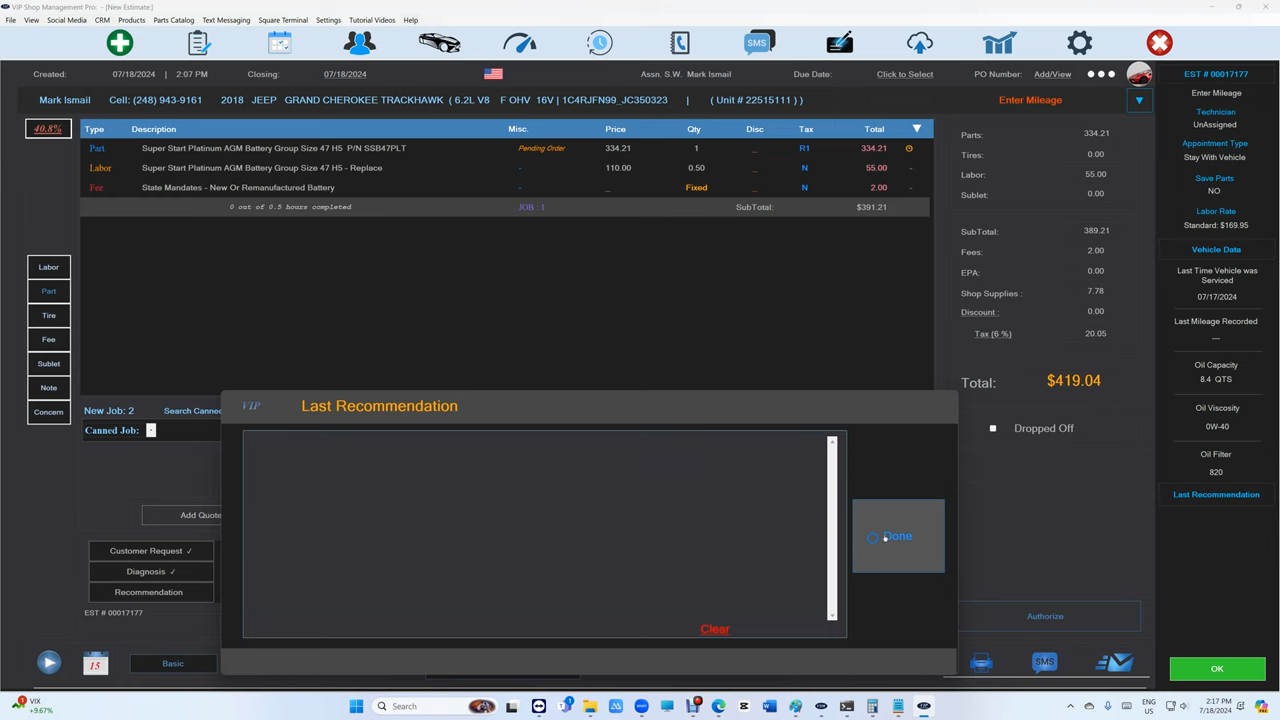 VIP Shop Management Pro: - [New Estimate:]
File View Social Media CRM Products Parts Catalog Text Messaging Square Terminal Settings Tutorial Videos Help
SMS
Created: 07/18/2024 | 2:07 PM Closing: 07/18/2024 Assn. S.W. Mark Ismail Due Date: Click to Select PO Number: Add/View EST # 00017177
Mark Ismail Cell: (248) 943-9161 2018 JEEP GRAND CHEROKEE TRACKHAWK ( 6.2L V8 F OHV 16V | 1C4RJFN99_JC350323 | ( Unit # 22515111 ) ) Enter Mileage
40.8%
Type Description Misc. Price Qty Disc Tax Total
Part Super Start Platinum AGM Battery Group Size 47 H5 P/N SSB47PLT Pending Order 334.21 1 _ R1 334.21
Labor Super Start Platinum AGM Battery Group Size 47 H5 - Replace - 110.00 0.50 _ N 55.00 -
Fee State Mandates - New Or Remanufactured Battery - _ Fixed _ N 2.00 -
0 out of 0.5 hours completed JOB : 1 SubTotal: $391.21
Labor
Part
Tire
Fee
Sublet
Note
Concern
Parts: 334.21
Tires: 0.00
Labor: 55.00
Sublet: 0.00
SubTotal: 389.21
Fees: 2.00
EPA: 0.00
Shop Supplies : 7.78
Discount : 0.00
Tax (6 %) 20.05
Total: $419.04
Dropped Off
Authorize
Enter Mileage
Technician
UnAssigned
Appointment Type
Stay With Vehicle
Save Parts
NO
Labor Rate
Standard: $169.95
Vehicle Data
Last Time Vehicle was
Serviced
07/17/2024
Last Mileage Recorded
—
Oil Capacity
8.4 QTS
Oil Viscosity
0W-40
Oil Filter
820
Last Recommendation
New Job: 2 Search Canne
Canned Job: -
Add Quote
Customer Request ✓
Diagnosis ✓
Recommendation
EST # 00017177
VIP Last Recommendation
Done
Clear
15 Basic SMS OK
1 VIX
+9.67%
Search
ENG
US
2:17 PM
7/18/2024